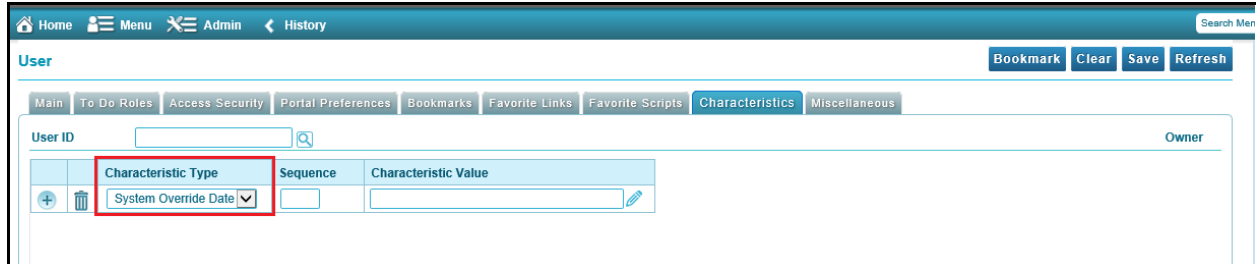 Home Menu Admin History Search Men
User Bookmark Clear Save Refresh
Main To Do Roles Access Security Portal Preferences Bookmarks Favorite Links Favorite Scripts Characteristics Miscellaneous
User ID Owner
Characteristic Type Sequence Characteristic Value
System Override Date